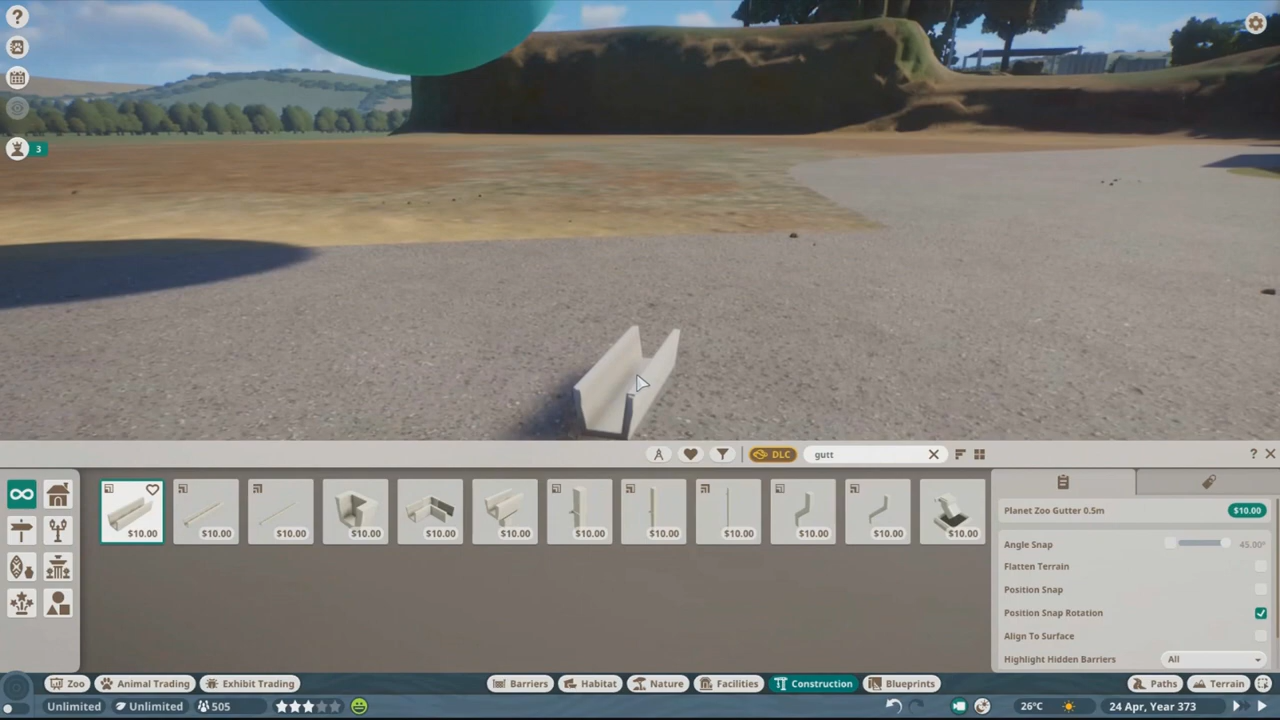 ?
3
DLC
gutt
?
$10.00
$10.00
$10.00
$10.00
$10.00
$10.00
$10.00
$10.00
$10.00
$10.00
$10.00
$10.00
Planet Zoo Gutter 0.5m
$10.00
Angle Snap
45.00°
Flatten Terrain
Position Snap
Position Snap Rotation
Align To Surface
Highlight Hidden Barriers
All
Zoo
Animal Trading
Exhibit Trading
Barriers
Habitat
Nature
Facilities
Construction
Blueprints
Paths
Terrain
Unlimited
Unlimited
505
26°C
24 Apr, Year 373